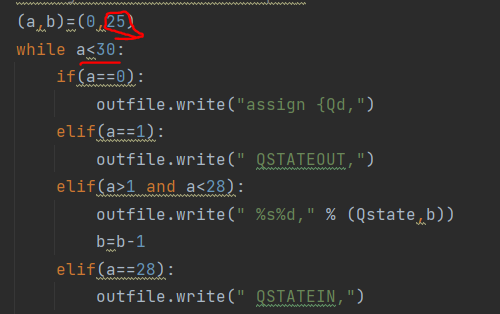 (a,b)=(0,25)
while a<30:
if(a==0):
outfile.write("assign {Qd,")
elif(a==1):
outfile.write(" QSTATEOUT,")
elif(a>1 and a<28):
outfile.write(" %s%d," % (Qstate,b))
b=b-1
elif(a==28):
outfile.write(" QSTATEIN,")